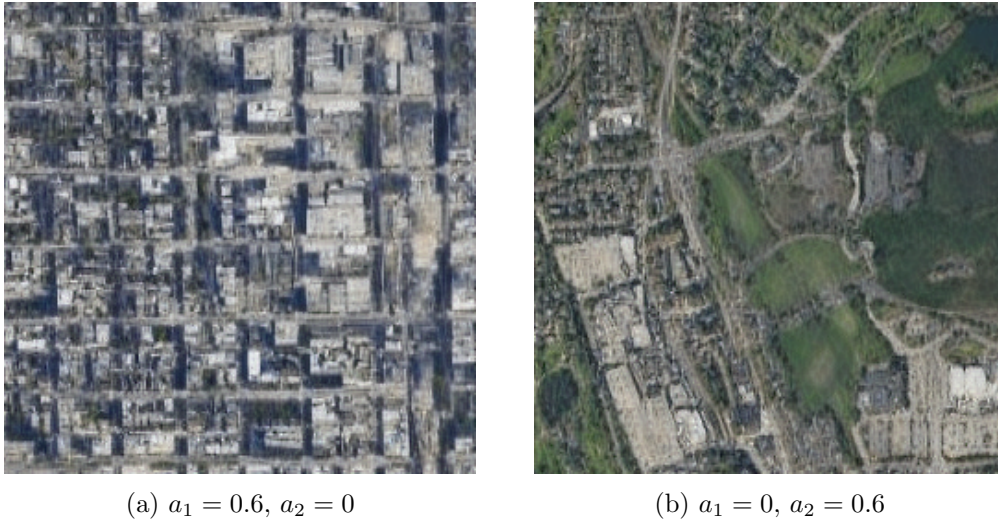 (a) a₁ = 0.6, a₂ = 0
(b) a₁ = 0, a₂ = 0.6